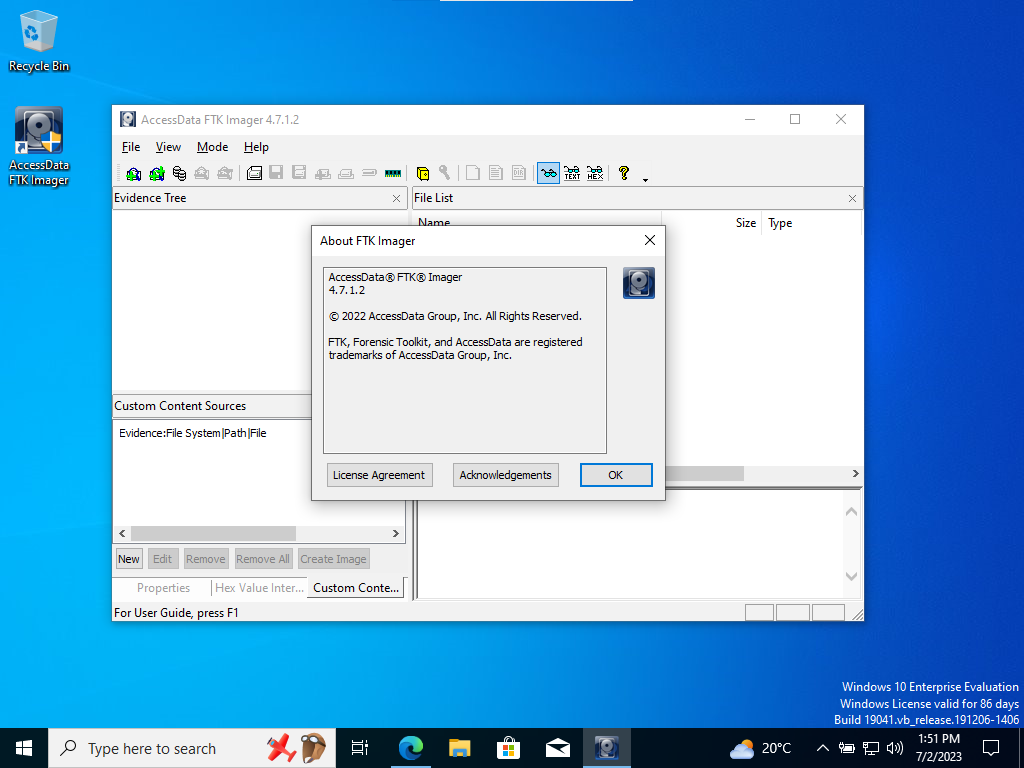 Recycle Bin
AccessData
FTK Imager
AccessData FTK Imager 4.7.1.2
File View Mode Help
TEXT HEX
Evidence Tree
File List
Name Size Type
About FTK Imager
AccessData® FTK® Imager
4.7.1.2
© 2022 AccessData Group, Inc. All Rights Reserved.
FTK, Forensic Toolkit, and AccessData are registered
trademarks of AccessData Group, Inc.
License Agreement Acknowledgements OK
Custom Content Sources
Evidence:File System|Path|File
New Edit Remove Remove All Create Image
Properties Hex Value Inter... Custom Conte...
For User Guide, press F1
Windows 10 Enterprise Evaluation
Windows License valid for 86 days
Build 19041.vb_release.191206-1406
Type here to search
20°C
1:51 PM
7/2/2023